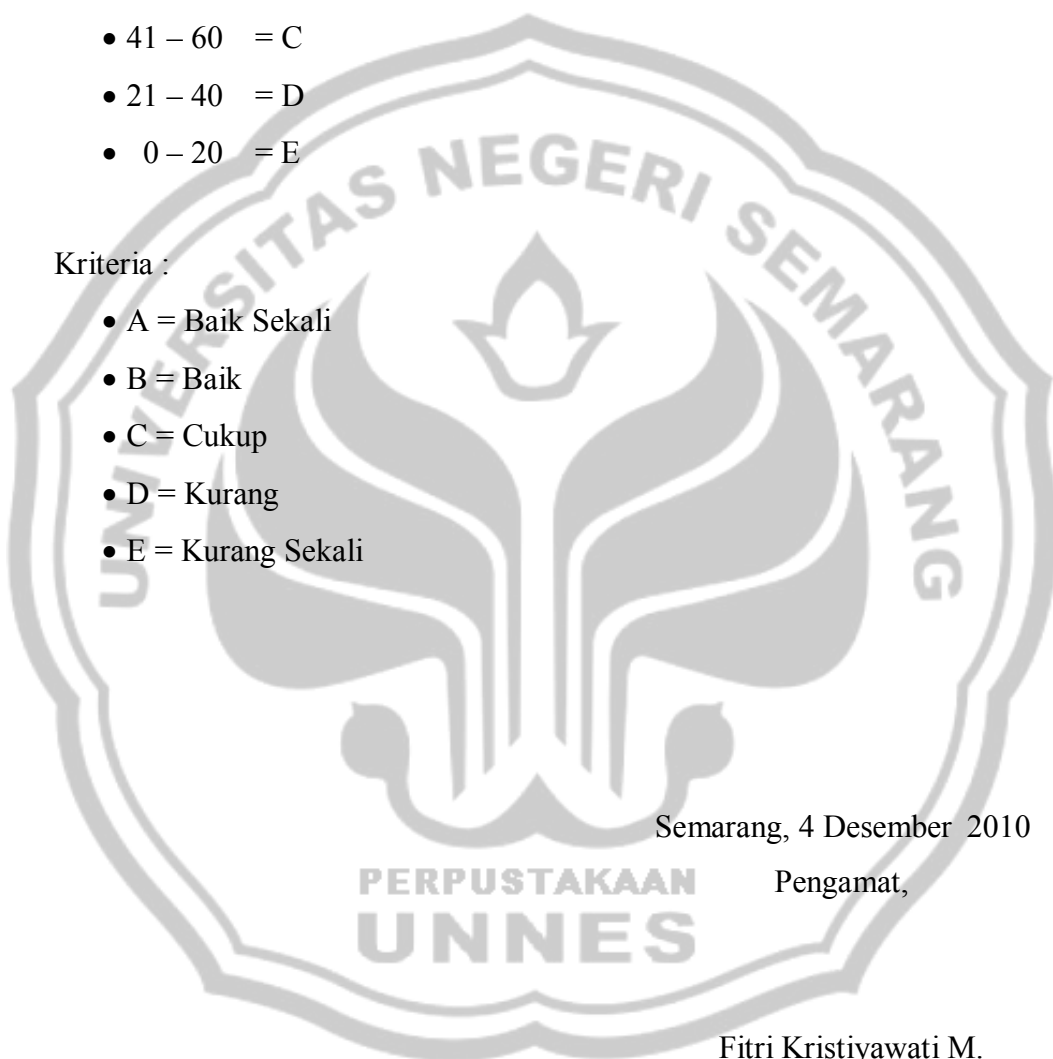 • 41 – 60 = C
• 21 – 40 = D
• 0 – 20 = E
UNIVERSITAS NEGERI SEMARANG
Kriteria :
• A = Baik Sekali
• B = Baik
• C = Cukup
• D = Kurang
• E = Kurang Sekali
Semarang, 4 Desember 2010
PERPUSTAKAAN
Pengamat,
UNNES
Fitri Kristiyawati M.